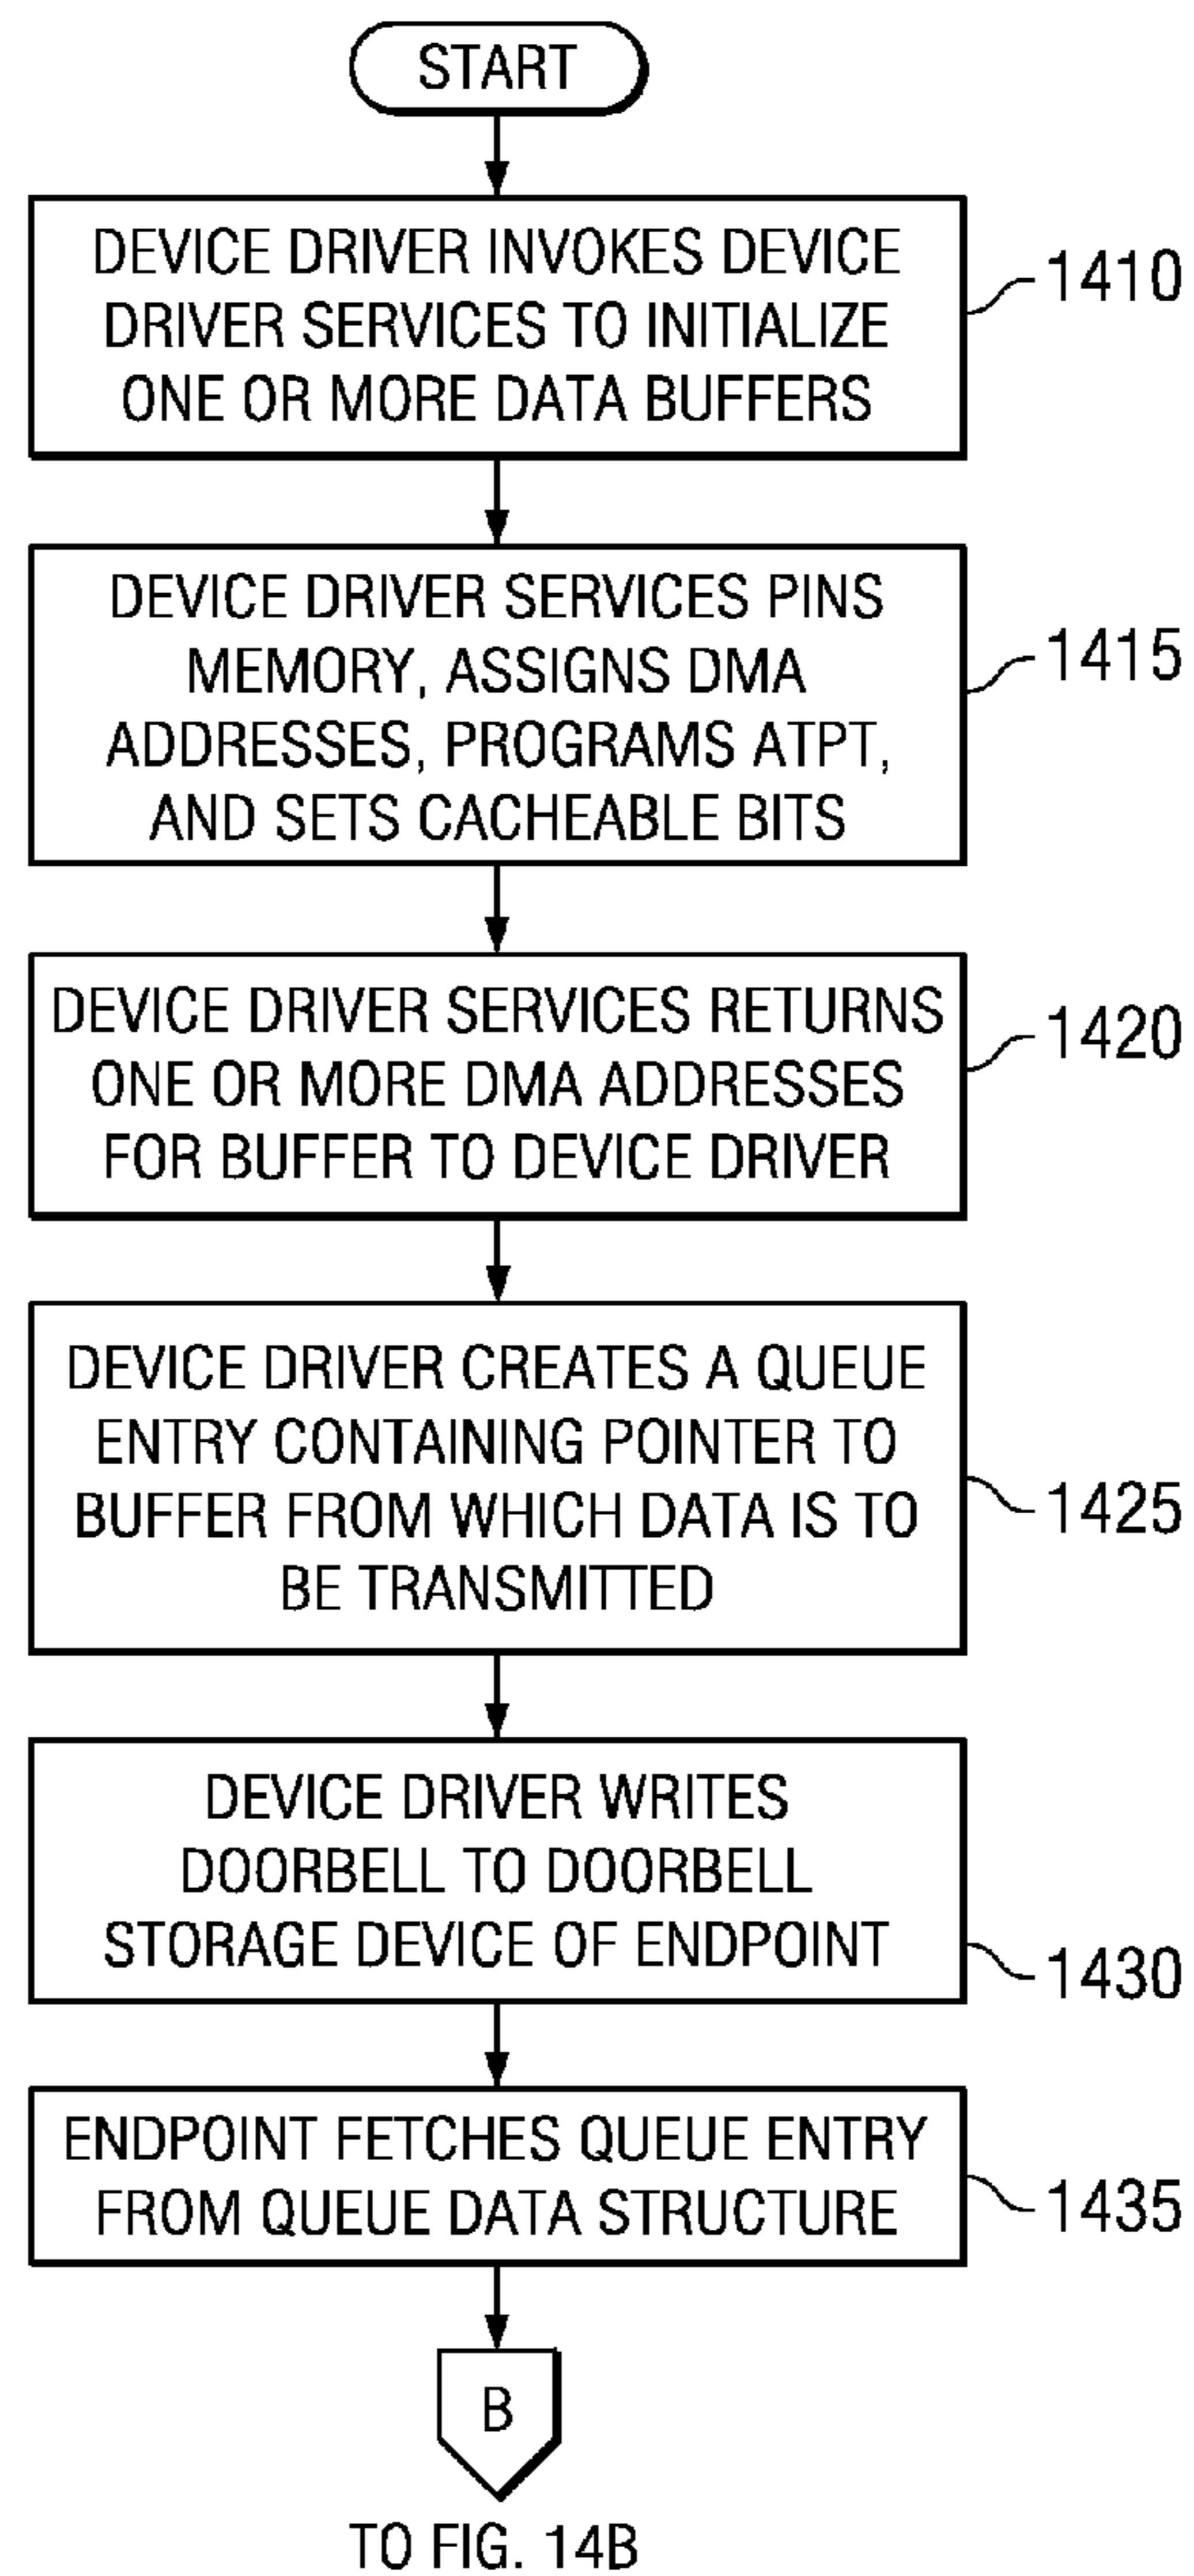 START
DEVICE DRIVER INVOKES DEVICE
DRIVER SERVICES TO INITIALIZE
ONE OR MORE DATA BUFFERS
1410
DEVICE DRIVER SERVICES PINS
MEMORY, ASSIGNS DMA
ADDRESSES, PROGRAMS ATPT,
AND SETS CACHEABLE BITS
1415
DEVICE DRIVER SERVICES RETURNS
ONE OR MORE DMA ADDRESSES
FOR BUFFER TO DEVICE DRIVER
1420
DEVICE DRIVER CREATES A QUEUE
ENTRY CONTAINING POINTER TO
BUFFER FROM WHICH DATA IS TO
BE TRANSMITTED
1425
DEVICE DRIVER WRITES
DOORBELL TO DOORBELL
STORAGE DEVICE OF ENDPOINT
1430
ENDPOINT FETCHES QUEUE ENTRY
FROM QUEUE DATA STRUCTURE
1435
B
TO FIG. 14B